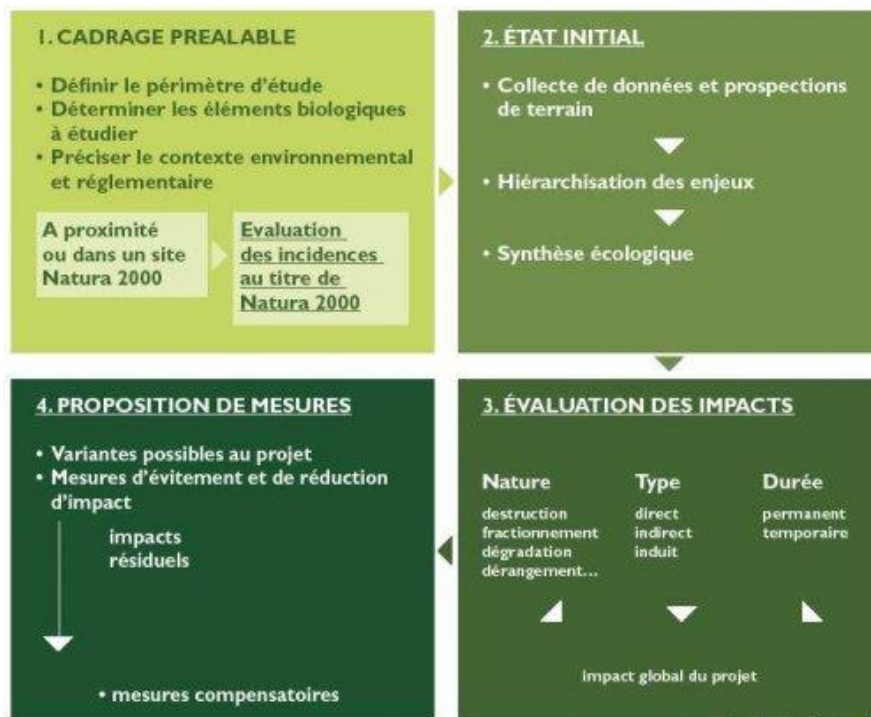 1. CADRAGE PREALABLE
• Définir le périmètre d'étude
• Déterminer les éléments biologiques
à étudier
• Préciser le contexte environnemental
et réglementaire
A proximité
ou dans un site
Natura 2000
Evaluation
des incidences
au titre de
Natura 2000
2. ÉTAT INITIAL
• Collecte de données et prospections
de terrain
• Hiérarchisation des enjeux
• Synthèse écologique
3. ÉVALUATION DES IMPACTS
Nature
destruction
fractionnement
dégradation
dérangement...
Type
direct
indirect
induit
Durée
permanent
temporaire
impact global du projet
4. PROPOSITION DE MESURES
• Variantes possibles au projet
• Mesures d'évitement et de réduction
d'impact
impacts
résiduels
• mesures compensatoires